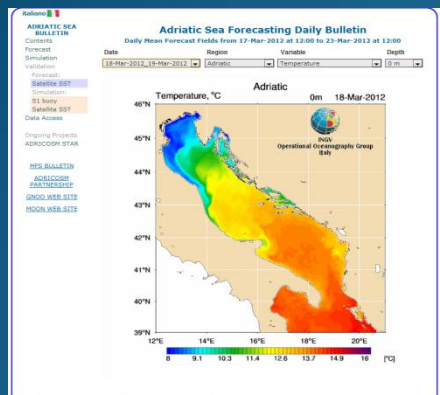 italiano
ADRIATIC SEA
BULLETIN
Contents
Forecast
Simulation
Validation
Forecast:
Satellite SST
Simulation:
S1 buoy
Satellite SST
Data Access
Ongoing Projects
ADRICOSM STAR
MFS BULLETIN
ADRICOSM
PARTNERSHIP
GNOO WEB SITE
MOON WEB SITE
Adriatic Sea Forecasting Daily Bulletin
Daily Mean Forecast Fields from 17-Mar-2012 at 12:00 to 23-Mar-2012 at 12:00
Date Region Variable Depth
18-Mar-2012_19-Mar-2012 Adriatic Temperature 0 m
Adriatic
Temperature, °C 0m 18-Mar-2012
INGV
Operational Oceanography Group
Italy
46°N
45°N
44°N
43°N
42°N
41°N
40°N
39°N
12°E 14°E 16°E 18°E 20°E
8 9.1 10.3 11.4 12.6 13.7 14.9 16 [°C]